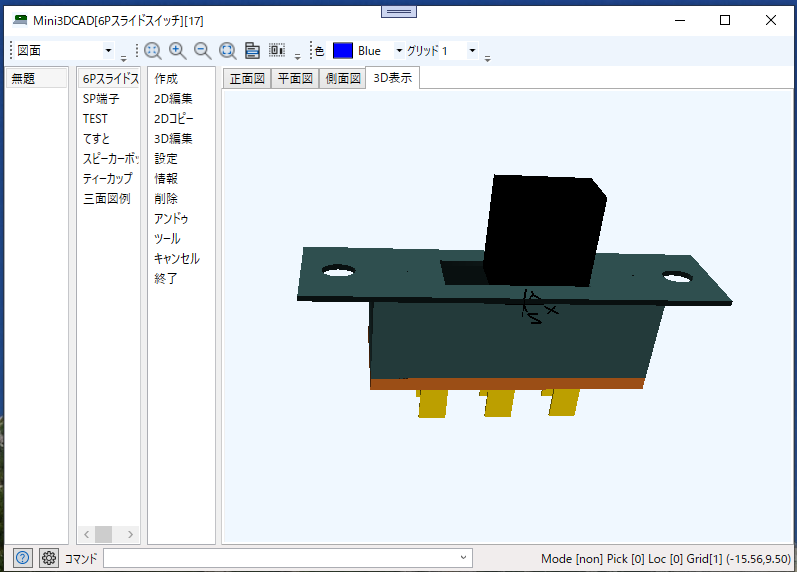 Mini3DCAD[6Pスライドスイッチ][17]
図面
色 Blue グリッド 1
無題
6Pスライドス
SP端子
TEST
てすと
スピーカーボッ
ティーカップ
三面図例
作成
2D編集
2Dコピー
3D編集
設定
情報
削除
アンドゥ
ツール
キャンセル
終了
正面図 平面図 側面図 3D表示
コマンド
Mode [non] Pick [0] Loc [0] Grid[1] (-15.56,9.50)